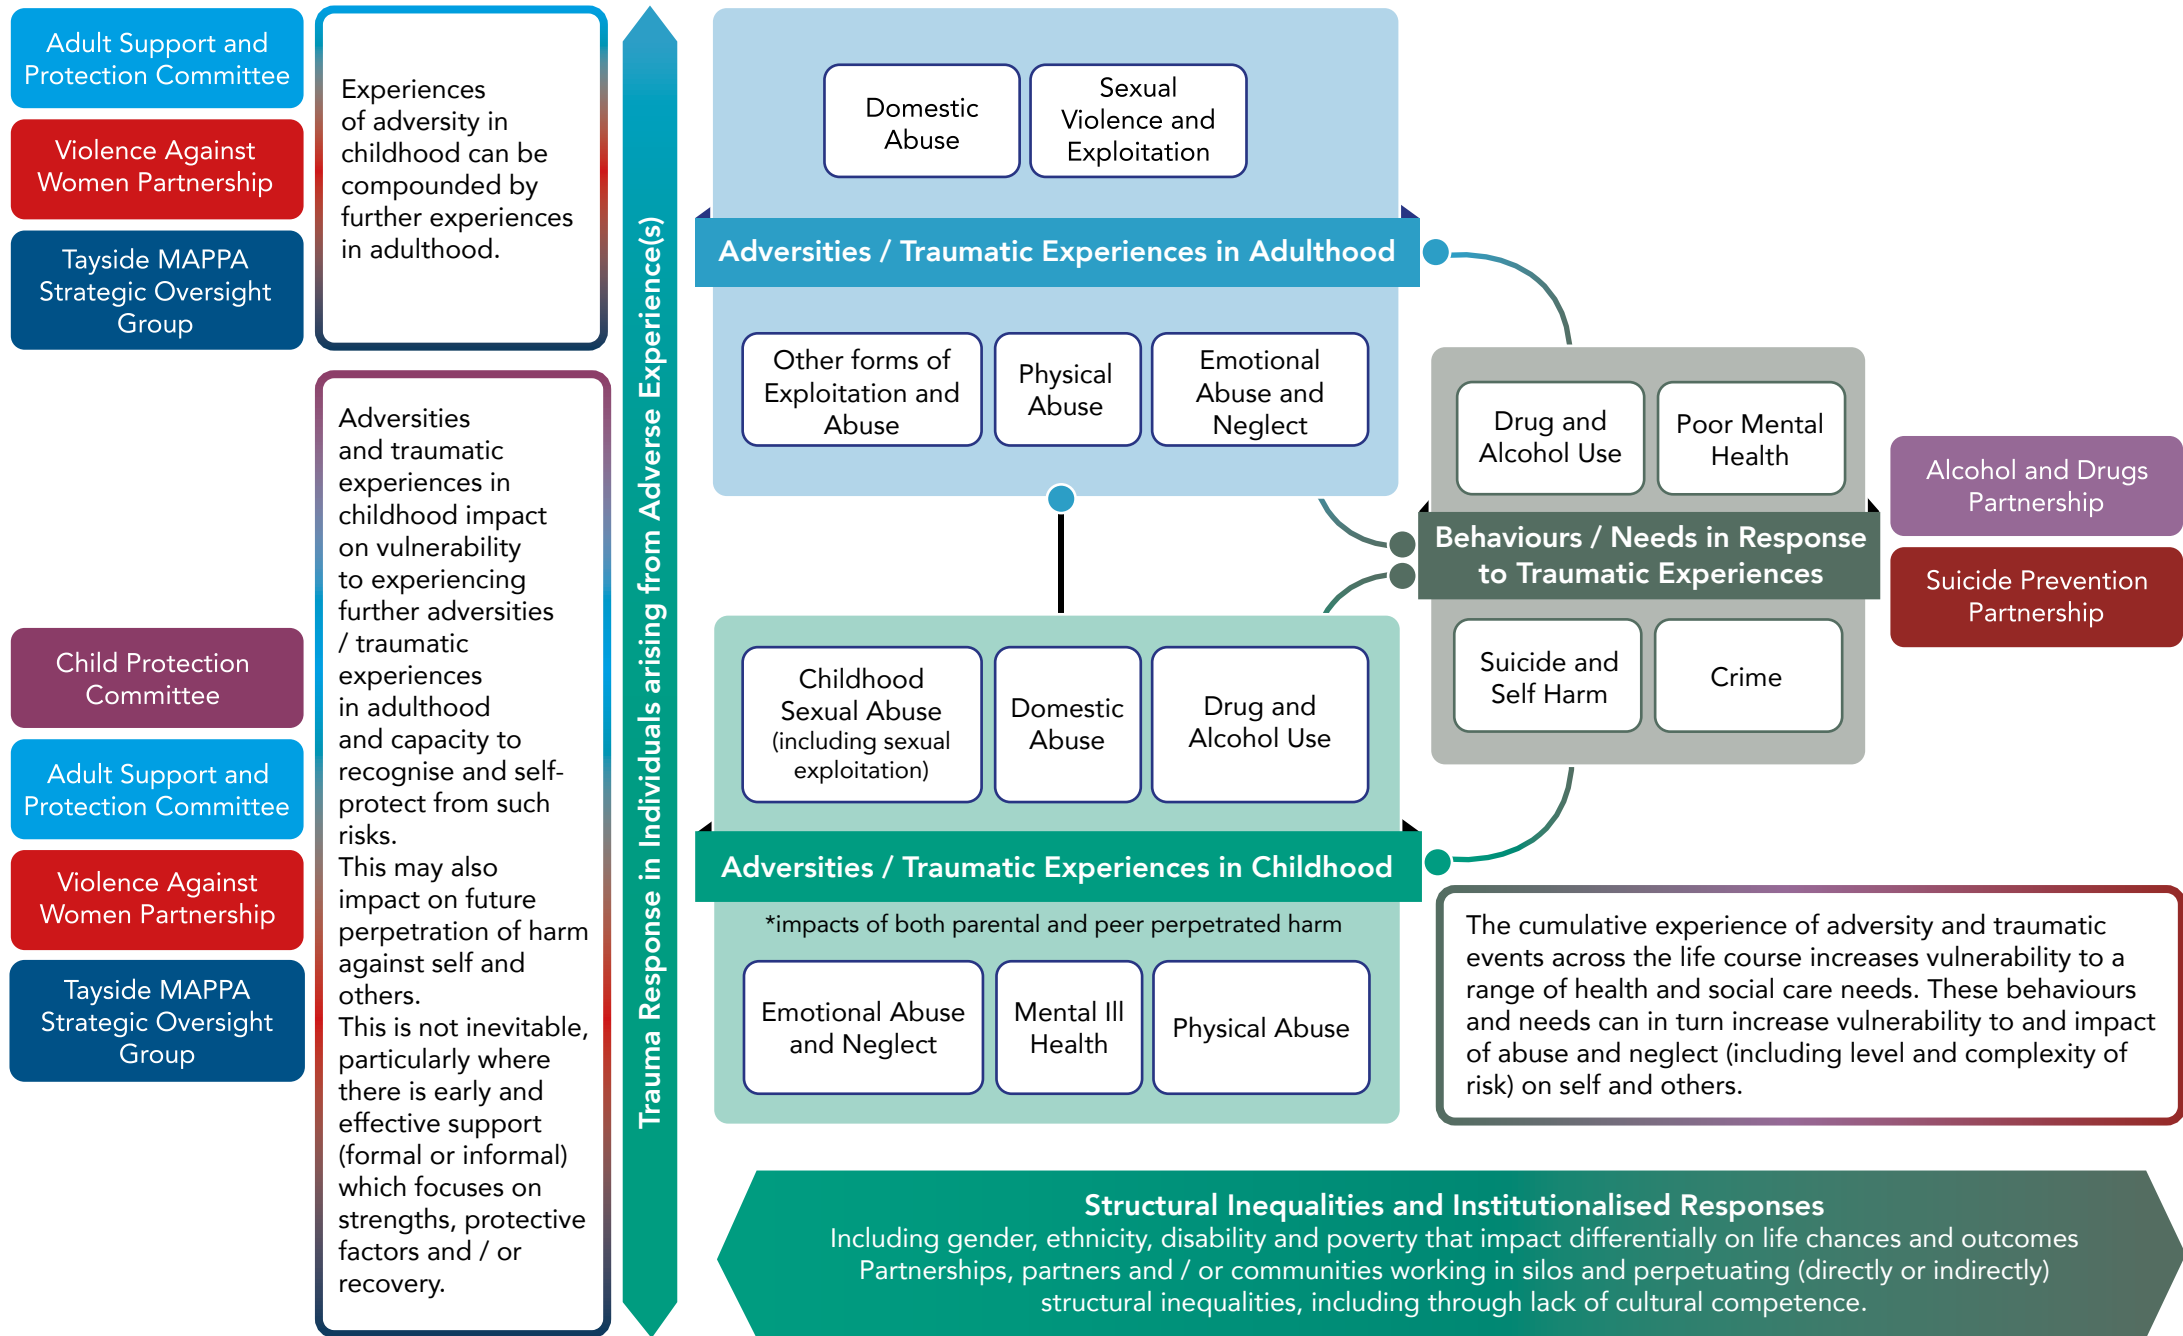 Adult Support and
Protection Committee
Violence Against
Women Partnership
Tayside MAPPA
Strategic Oversight
Group
Experiences
of adversity in
childhood can be
compounded by
further experiences
in adulthood.
Child Protection
Committee
Adult Support and
Protection Committee
Violence Against
Women Partnership
Tayside MAPPA
Strategic Oversight
Group
Adversities
and traumatic
experiences in
childhood impact
on vulnerability
to experiencing
further adversities
/ traumatic
experiences
in adulthood
and capacity to
recognise and self-
protect from such
risks.
This may also
impact on future
perpetration of harm
against self and
others.
This is not inevitable,
particularly where
there is early and
effective support
(formal or informal)
which focuses on
strengths, protective
factors and / or
recovery.
Trauma Response in Individuals arising from Adverse Experience(s)
Domestic
Abuse
Sexual
Violence and
Exploitation
Adversities / Traumatic Experiences in Adulthood
Other forms of
Exploitation and
Abuse
Physical
Abuse
Emotional
Abuse and
Neglect
Childhood
Sexual Abuse
(including sexual
exploitation)
Domestic
Abuse
Drug and
Alcohol Use
Adversities / Traumatic Experiences in Childhood
*impacts of both parental and peer perpetrated harm
Emotional Abuse
and Neglect
Mental Ill
Health
Physical Abuse
Drug and
Alcohol Use
Poor Mental
Health
Behaviours / Needs in Response
to Traumatic Experiences
Suicide and
Self Harm
Crime
Alcohol and Drugs
Partnership
Suicide Prevention
Partnership
The cumulative experience of adversity and traumatic
events across the life course increases vulnerability to a
range of health and social care needs. These behaviours
and needs can in turn increase vulnerability to and impact
of abuse and neglect (including level and complexity of
risk) on self and others.
Structural Inequalities and Institutionalised Responses
Including gender, ethnicity, disability and poverty that impact differentially on life chances and outcomes
Partnerships, partners and / or communities working in silos and perpetuating (directly or indirectly)
structural inequalities, including through lack of cultural competence.